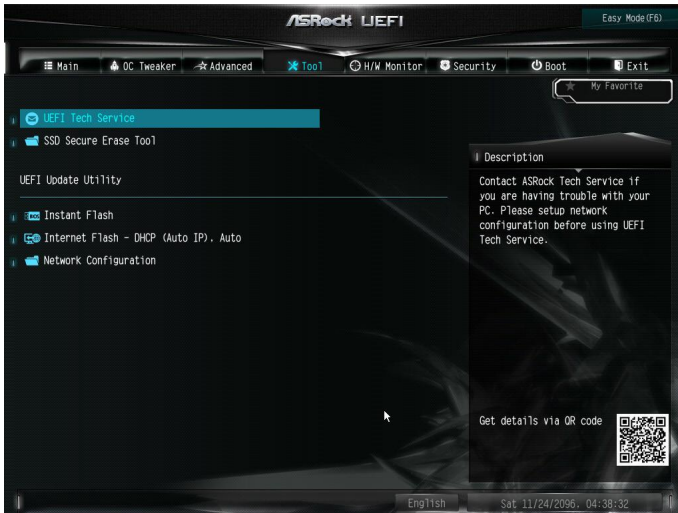 ASRock UEFI
Easy Mode(F6)
Main
OC Tweaker
Advanced
Tool
H/W Monitor
Security
Boot
Exit
My Favorite
UEFI Tech Service
SSD Secure Erase Tool
UEFI Update Utility
BIOS Instant Flash
Internet Flash - DHCP (Auto IP), Auto
Network Configuration
Description
Contact ASRock Tech Service if
you are having trouble with your
PC. Please setup network
configuration before using UEFI
Tech Service.
Get details via QR code
English
Sat 11/24/2096, 04:38:32